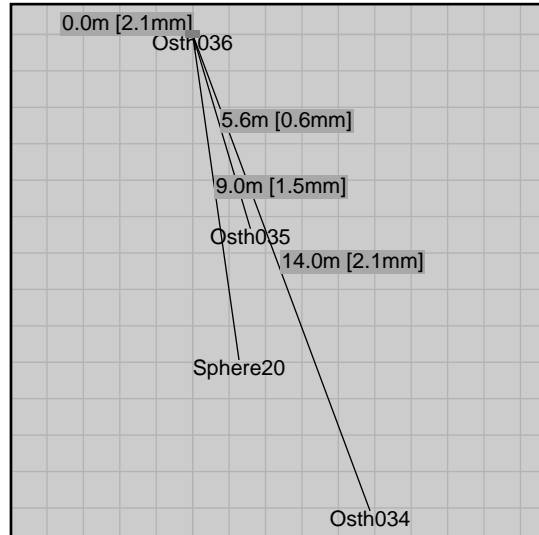 0.0m [2.1mm]
Osth036
5.6m [0.6mm]
9.0m [1.5mm]
Osth035
14.0m [2.1mm]
Sphere20
Osth034